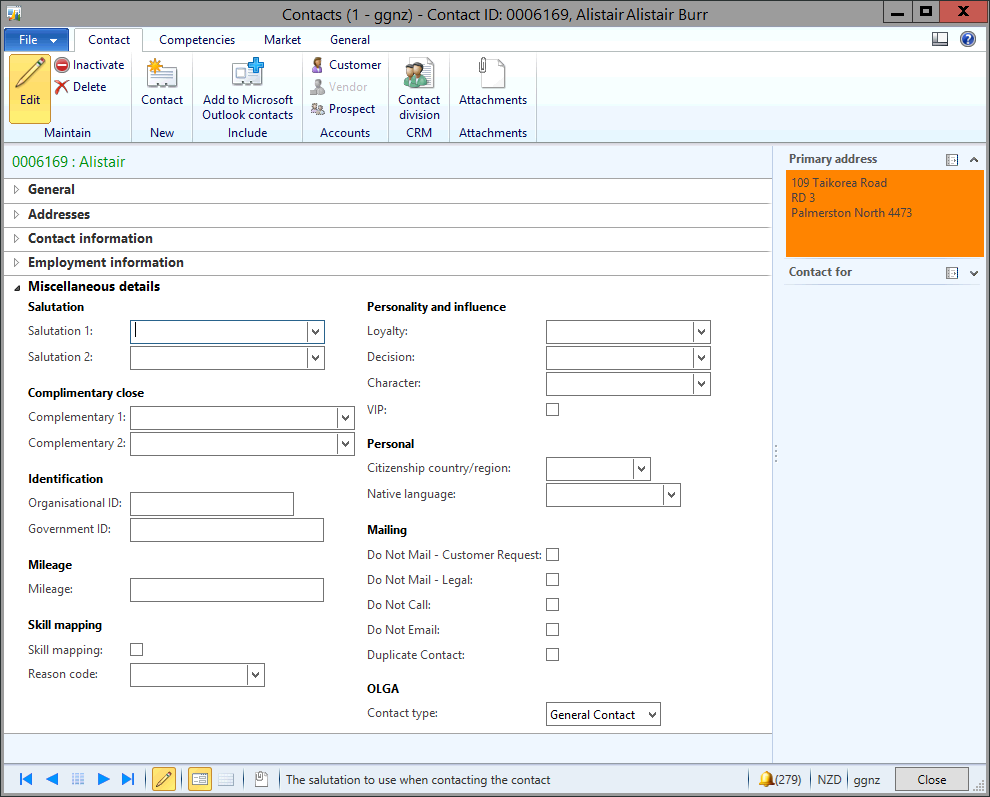 Contacts (1 - ggnz) - Contact ID: 0006169, Alistair Alistair Burr
X
File Contact Competencies Market General
Edit
Inactivate
Delete
Maintain
Contact
New
Add to Microsoft
Outlook contacts
Include
Customer
Vendor
Prospect
Accounts
Contact
division
CRM
Attachments
Attachments
0006169 : Alistair
General
Addresses
Contact information
Employment information
Miscellaneous details
Salutation
Salutation 1:
Salutation 2:
Complimentary close
Complementary 1:
Complementary 2:
Identification
Organisational ID:
Government ID:
Mileage
Mileage:
Skill mapping
Skill mapping:
Reason code:
Personality and influence
Loyalty:
Decision:
Character:
VIP:
Personal
Citizenship country/region:
Native language:
Mailing
Do Not Mail - Customer Request:
Do Not Mail - Legal:
Do Not Call:
Do Not Email:
Duplicate Contact:
OLGA
Contact type: General Contact
Primary address
109 Taikorea Road
RD 3
Palmerston North 4473
Contact for
The salutation to use when contacting the contact (279) NZD ggnz Close